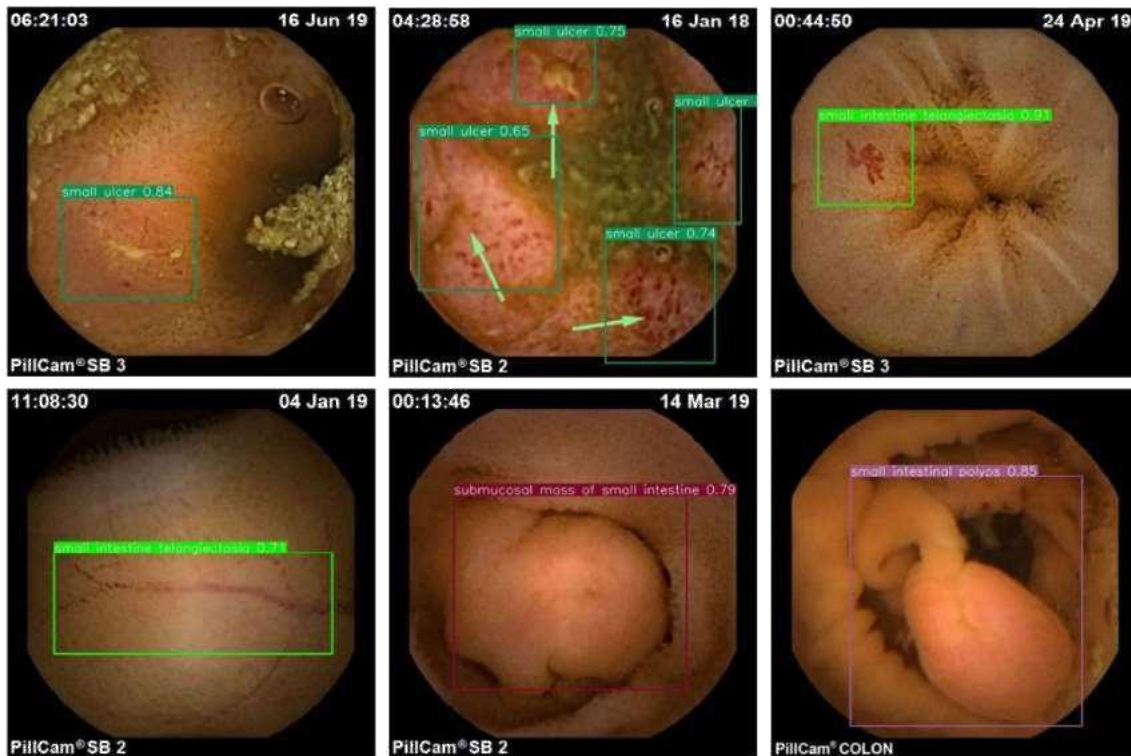 06:21:03 16 Jun 19
small ulcer 0.84
PillCam® SB 3
04:28:58 16 Jan 18
small ulcer 0.75
small ulcer
small ulcer 0.65
small ulcer 0.74
PillCam® SB 2
00:44:50 24 Apr 19
small intestine telangiectasia 0.91
PillCam® SB 3
11:08:30 04 Jan 19
small intestine telangiectasia 0.71
PillCam® SB 2
00:13:46 14 Mar 19
submucosal mass of small intestine 0.79
PillCam® SB 2
small intestinal polyps 0.85
PillCam® COLON